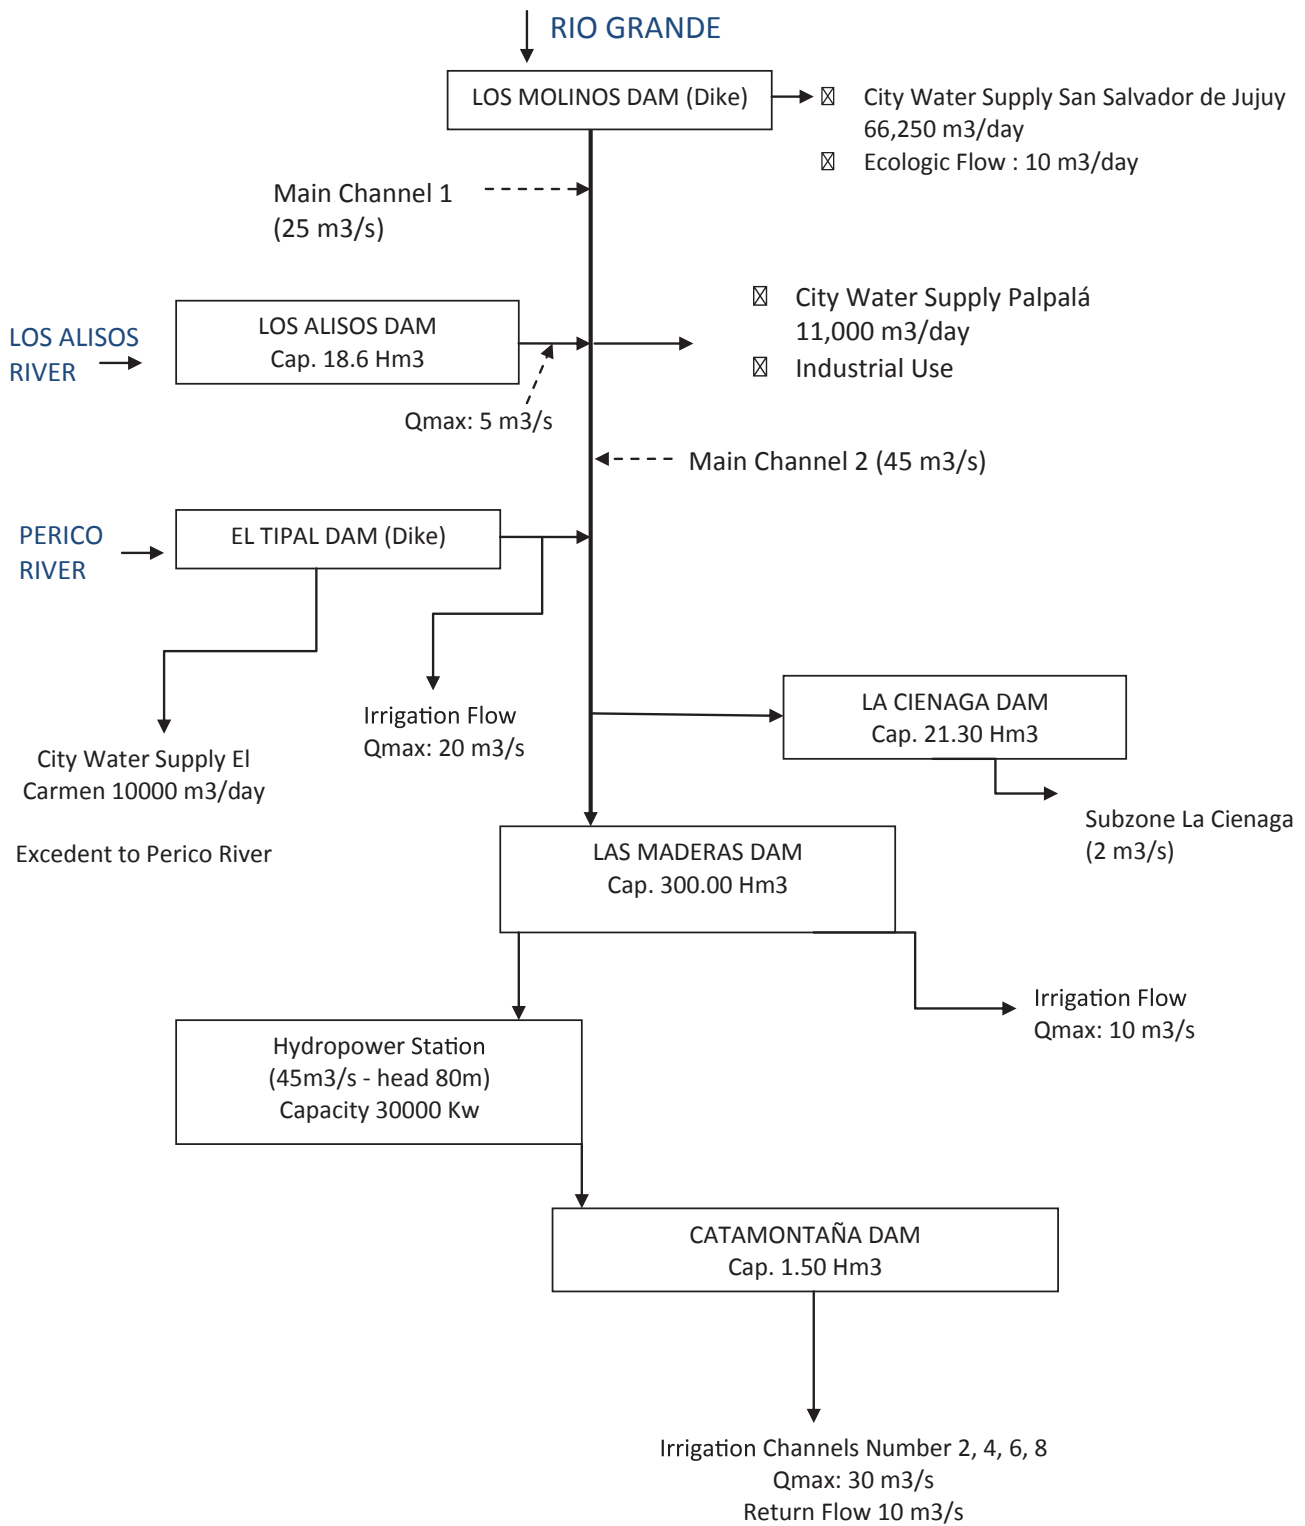 RIO GRANDE
LOS MOLINOS DAM (Dike)
City Water Supply San Salvador de Jujuy
66,250 m3/day
Ecologic Flow : 10 m3/day
Main Channel 1
(25 m3/s)
City Water Supply Palpalá
11,000 m3/day
Industrial Use
LOS ALISOS
RIVER
LOS ALISOS DAM
Cap. 18.6 Hm3
Qmax: 5 m3/s
Main Channel 2 (45 m3/s)
PERICO
RIVER
EL TIPAL DAM (Dike)
Irrigation Flow
Qmax: 20 m3/s
LA CIENAGA DAM
Cap. 21.30 Hm3
City Water Supply El
Carmen 10000 m3/day
Excedent to Perico River
Subzone La Cienaga
(2 m3/s)
LAS MADERAS DAM
Cap. 300.00 Hm3
Irrigation Flow
Qmax: 10 m3/s
Hydropower Station
(45m3/s - head 80m)
Capacity 30000 Kw
CATAMONTAÑA DAM
Cap. 1.50 Hm3
Irrigation Channels Number 2, 4, 6, 8
Qmax: 30 m3/s
Return Flow 10 m3/s